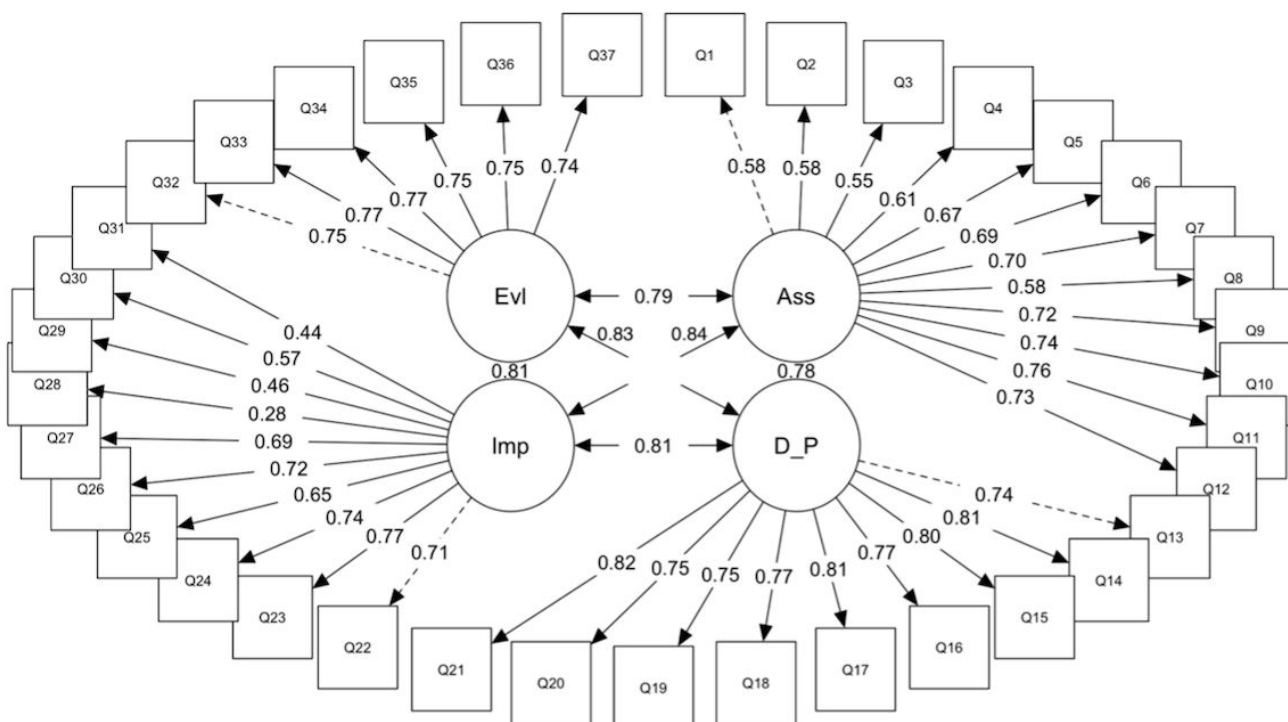 Q36
Q37
Q1
Q2
Q35
Q3
Q34
Q4
Q33
Q5
Q32
Q6
Q31
Q7
Q30
Q8
Q29
Q9
Q28
Q10
Q27
Q11
Q26
Q12
Q25
Q13
Q24
Q14
Q23
Q15
Q22
Q16
Q21
Q17
Q20
Q19
Q18
0.75
0.77
0.77
0.75
0.75
0.74
0.58
0.58
0.55
0.61
0.67
0.69
0.70
0.58
0.72
0.74
0.76
0.73
Evl
0.79
Ass
0.83
0.84
0.81
0.78
Imp
0.81
D_P
0.44
0.57
0.46
0.28
0.69
0.72
0.65
0.74
0.77
0.71
0.82
0.75
0.75
0.77
0.81
0.77
0.80
0.81
0.74